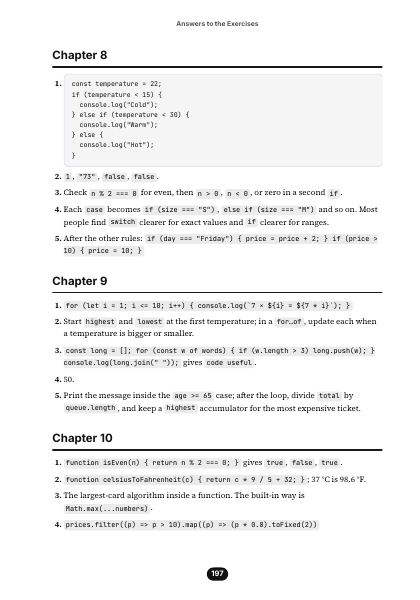 Answers to the Exercises
Chapter 8
1. const temperature = 22;
if (temperature < 15) {
  console.log("Cold");
} else if (temperature < 30) {
  console.log("Warm");
} else {
  console.log("Hot");
}
2. 1, "73", false, false.
3. Check n % 2 === 0 for even, then n > 0, n < 0, or zero in a second if.
4. Each case becomes if (size === "S"), else if (size === "M") and so on. Most
people find switch clearer for exact values and if clearer for ranges.
5. After the other rules: if (day === "Friday") { price = price + 2; } if (price >
10) { price = 10; }
Chapter 9
1. for (let i = 1; i <= 10; i++) { console.log(`7 × ${i} = ${7 * i}`); }
2. Start highest and lowest at the first temperature; in a for…of, update each when
a temperature is bigger or smaller.
3. const long = []; for (const w of words) { if (w.length > 3) long.push(w); }
console.log(long.join(" ")); gives code useful.
4. 50.
5. Print the message inside the age >= 65 case; after the loop, divide total by
queue.length, and keep a highest accumulator for the most expensive ticket.
Chapter 10
1. function isEven(n) { return n % 2 === 0; } gives true, false, true.
2. function celsiusToFahrenheit(c) { return c * 9 / 5 + 32; }; 37 °C is 98.6 °F.
3. The largest-card algorithm inside a function. The built-in way is
Math.max(...numbers).
4. prices.filter((p) => p > 10).map((p) => (p * 0.8).toFixed(2))
197